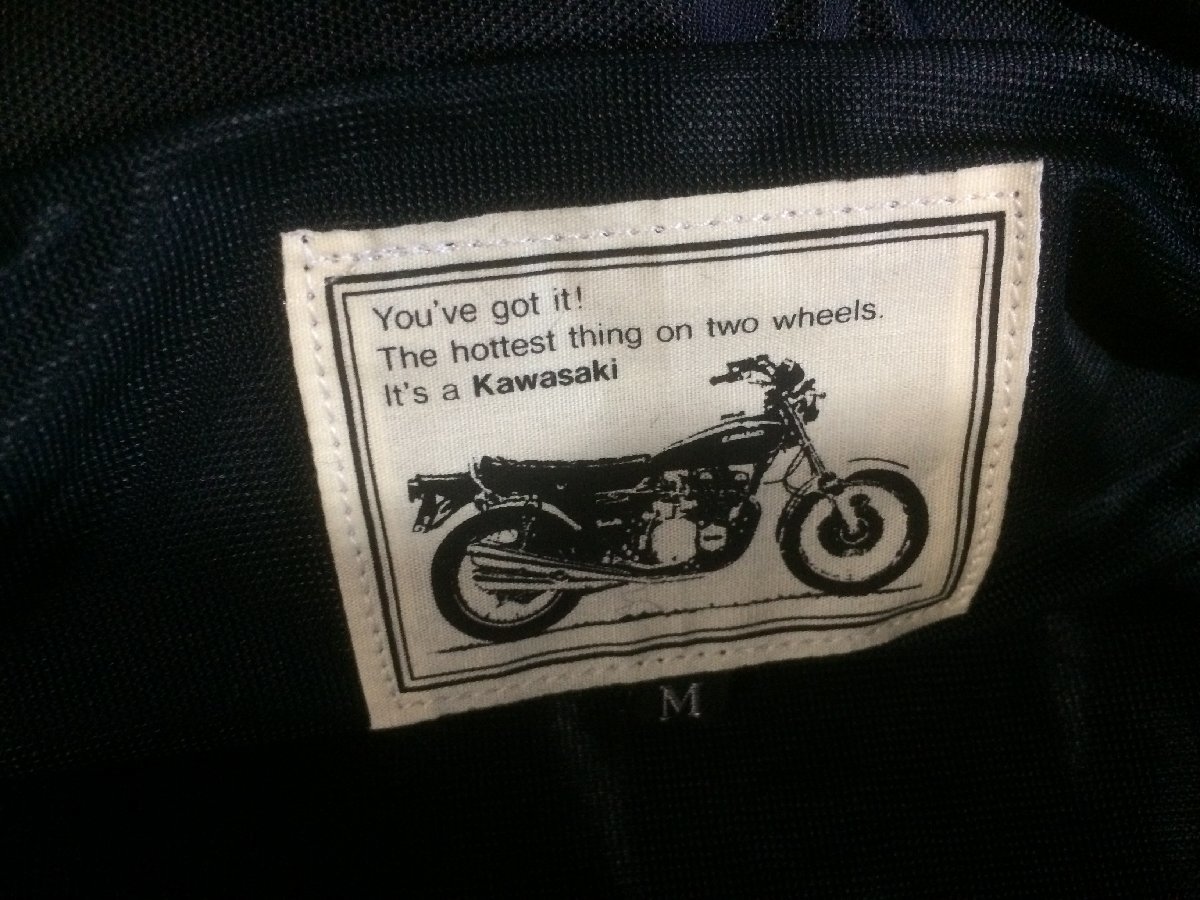 You've got it!
The hottest thing on two wheels.
It's a Kawasaki
M